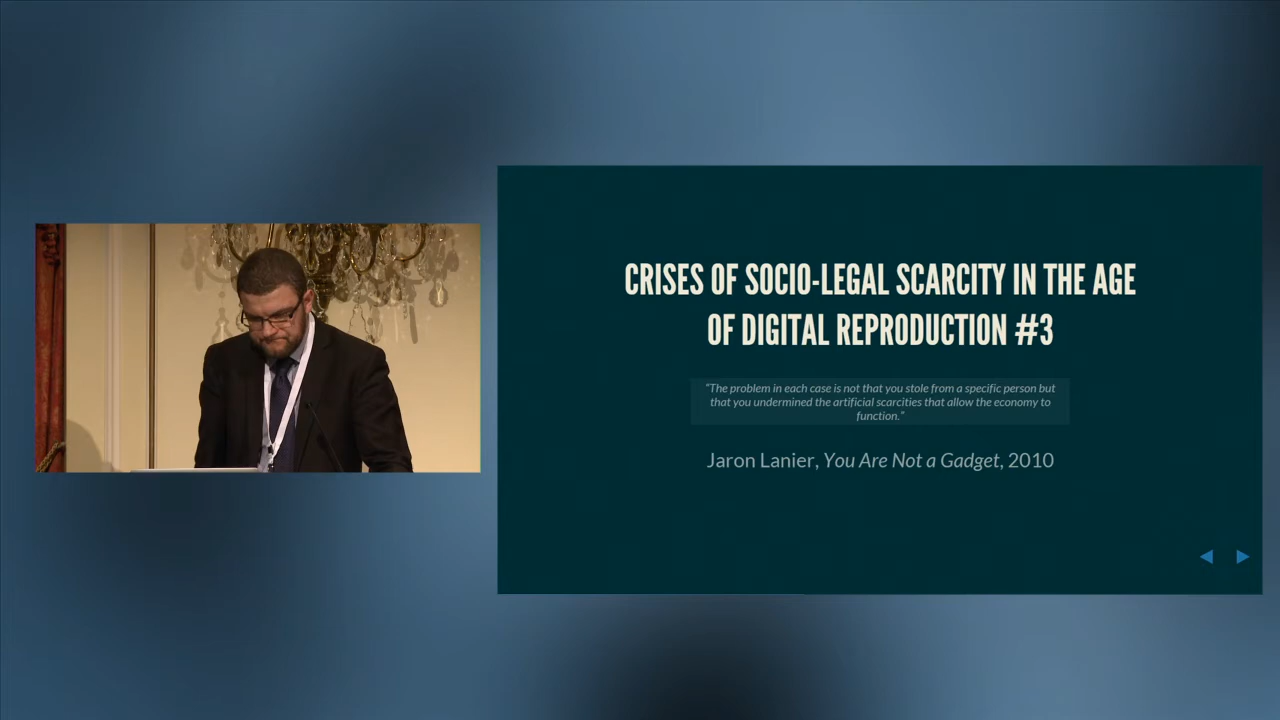 CRISES OF SOCIO-LEGAL SCARCITY IN THE AGE
OF DIGITAL REPRODUCTION #3
“The problem in each case is not that you stole from a specific person but
that you undermined the artificial scarcities that allow the economy to
function.”
Jaron Lanier, You Are Not a Gadget, 2010